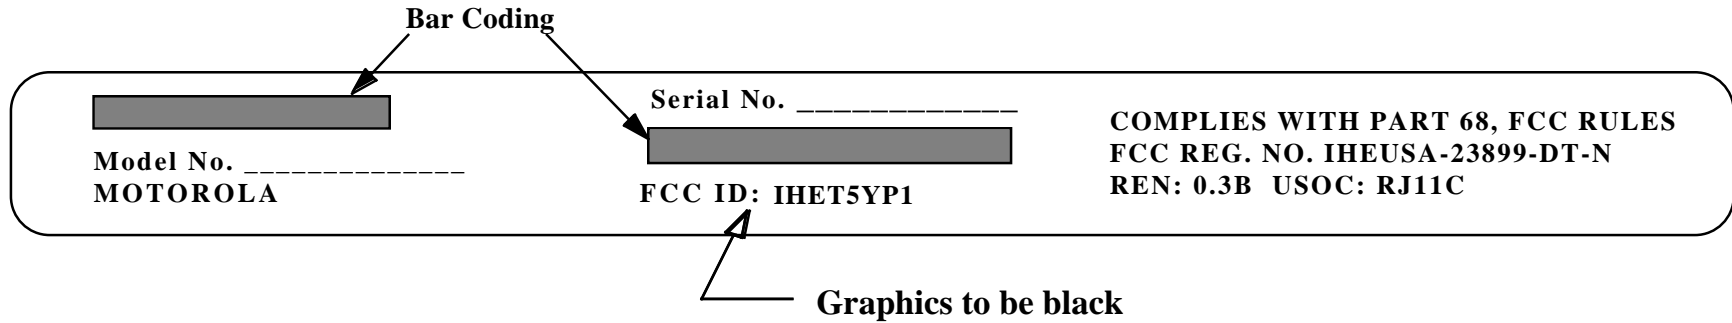 Bar Coding
Model No. ______________
MOTOROLA
Serial No. ______________
FCC ID: IHET5YP1
COMPLIES WITH PART 68, FCC RULES
FCC REG. NO. IHEUSA-23899-DT-N
REN: 0.3B USOC: RJ11C
Graphics to be black